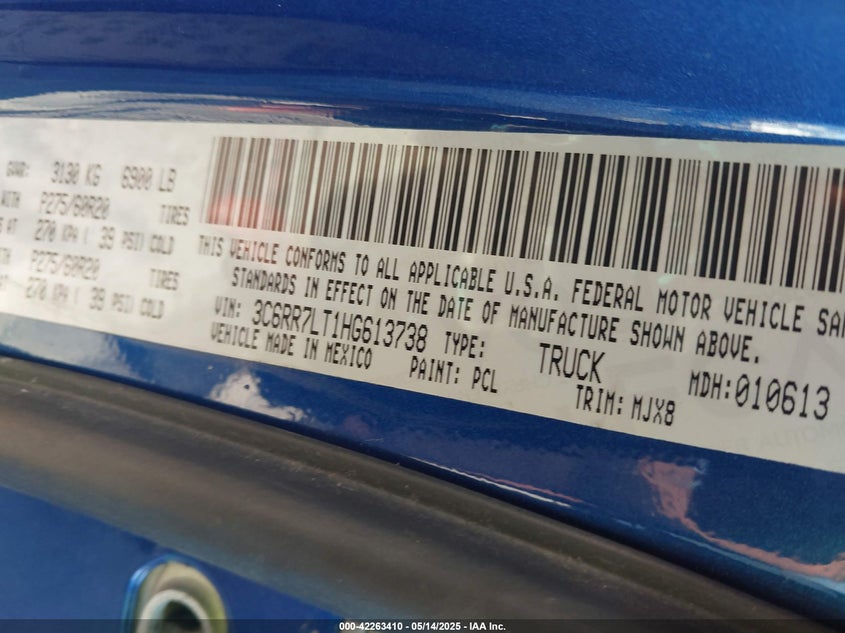 GVWR: 3130 KG 6900 LB
WITH P275/60R20 TIRES
S AT 270 KPA ( 39 PSI) COLD
WITH P275/60R20 TIRES
AT 270 KPA ( 39 PSI) COLD
THIS VEHICLE CONFORMS TO ALL APPLICABLE U.S.A. FEDERAL MOTOR VEHICLE SA
STANDARDS IN EFFECT ON THE DATE OF MANUFACTURE SHOWN ABOVE.
VIN: 3C6RR7LT1HG613738 TYPE: TRUCK MDH:010613
VEHICLE MADE IN MEXICO PAINT: PCL TRIM: MJX8
000-42263410 - 05/14/2025 - IAA Inc.